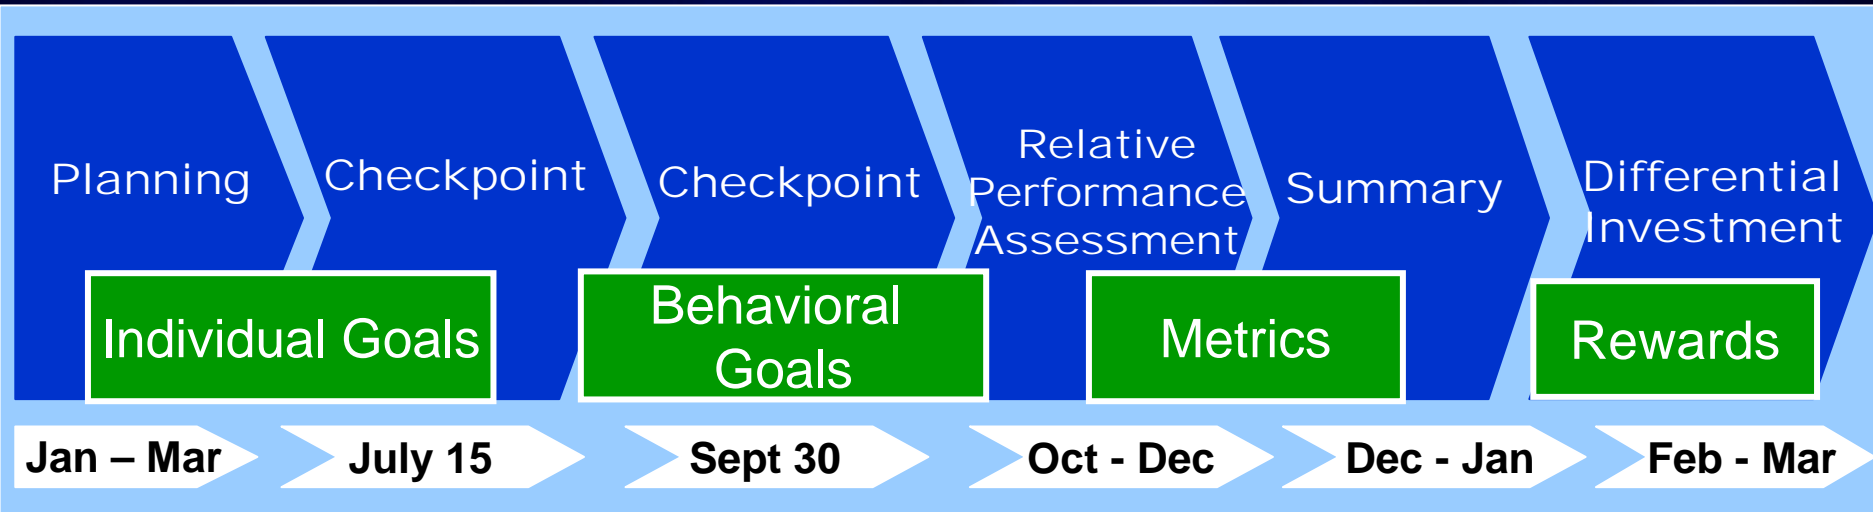 Planning
Checkpoint
Checkpoint
Relative
Performance
Assessment
Summary
Differential
Investment
Individual Goals
Behavioral
Goals
Metrics
Rewards
Jan – Mar
July 15
Sept 30
Oct - Dec
Dec - Jan
Feb - Mar